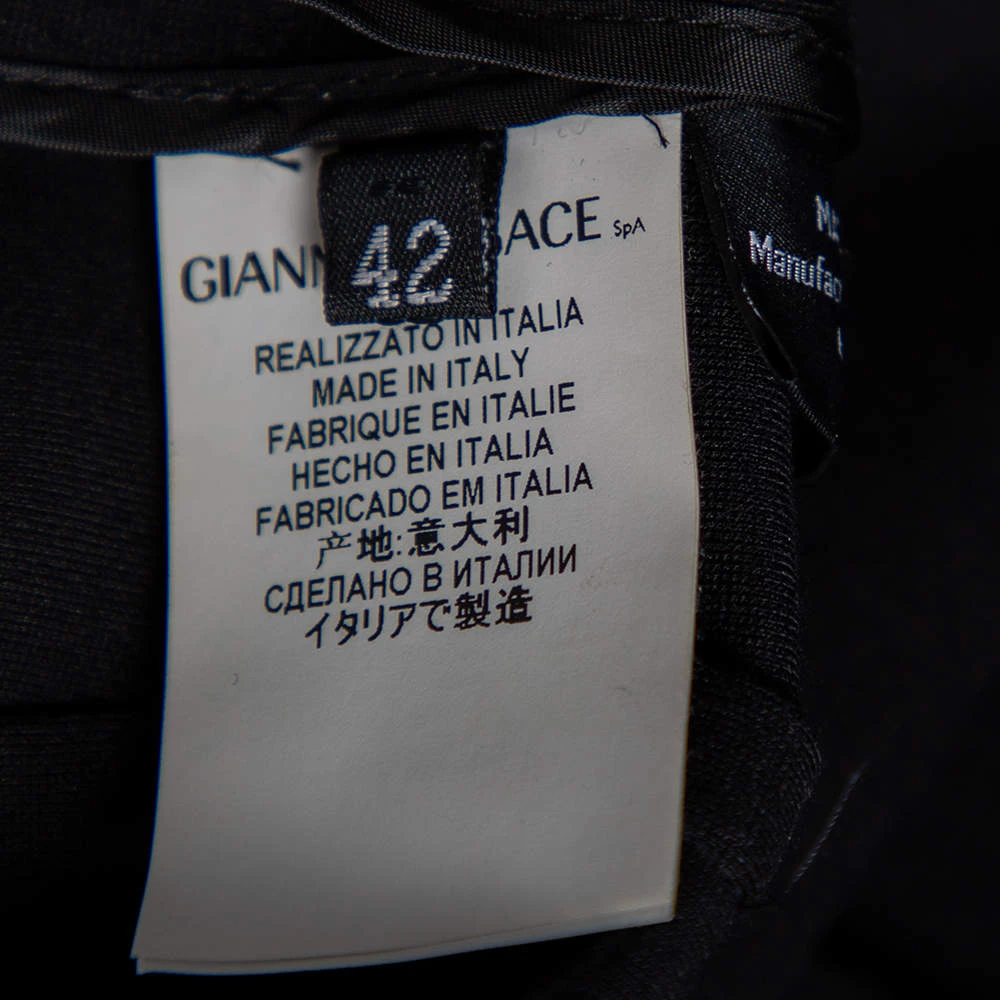 42
GIANN ACE SpA
REALIZZATO IN ITALIA
MADE IN ITALY
FABRIQUE EN ITALIE
HECHO EN ITALIA
FABRICADO EM ITALIA
产地:意大利
СДЕЛАНО В ИТАЛИИ
イタリアで製造
Manufac